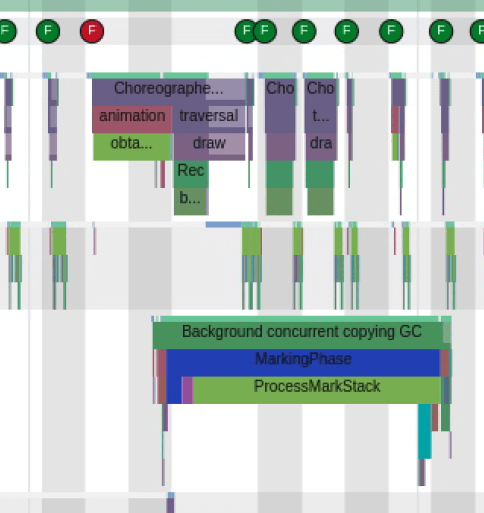 F F F F F F F F F F
Choreographe... Cho Cho
animation traversal t...
obta... draw dra
Rec
b...
Background concurrent copying GC
MarkingPhase
ProcessMarkStack